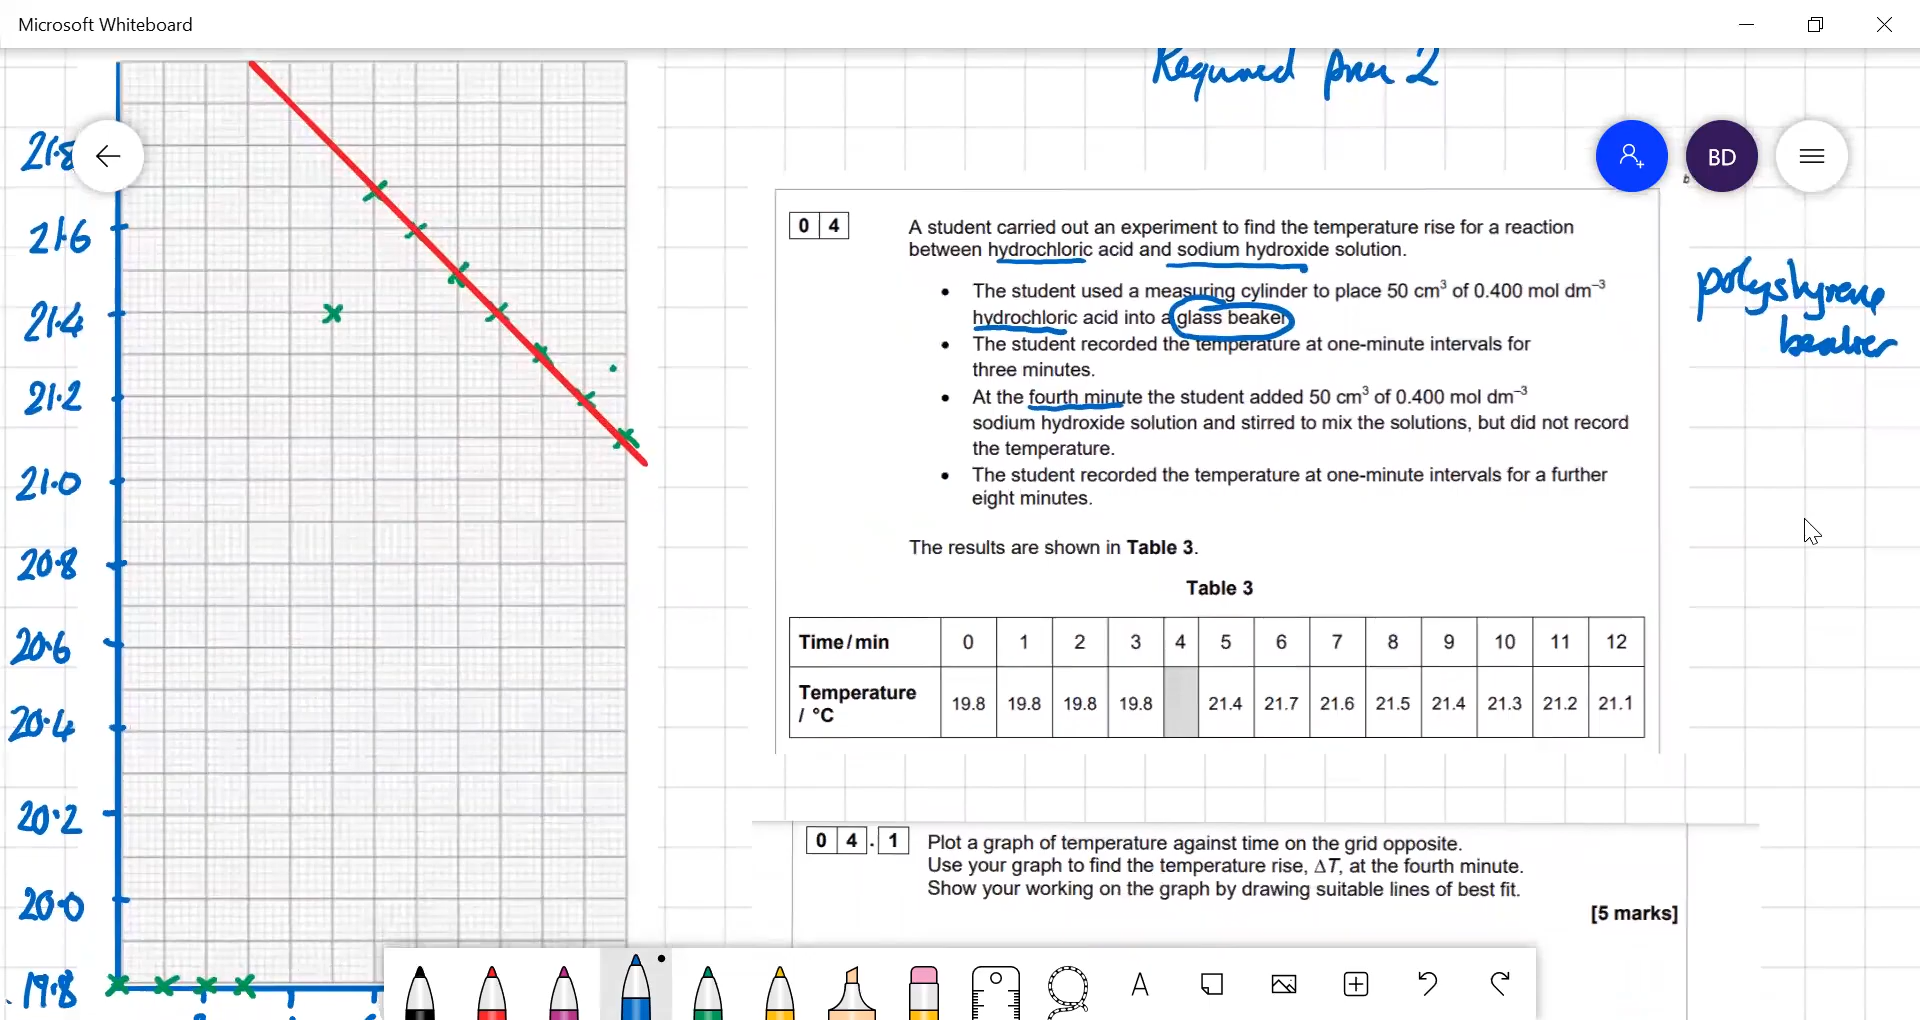 Microsoft Whiteboard
Required Prac 2
21.8
21.6
21.4
21.2
21.0
20.8
20.6
20.4
20.2
20.0
19.8
BD
04
A student carried out an experiment to find the temperature rise for a reaction
between hydrochloric acid and sodium hydroxide solution.
• The student used a measuring cylinder to place 50 cm³ of 0.400 mol dm⁻³
hydrochloric acid into a glass beaker
• The student recorded the temperature at one-minute intervals for
three minutes.
• At the fourth minute the student added 50 cm³ of 0.400 mol dm⁻³
sodium hydroxide solution and stirred to mix the solutions, but did not record
the temperature.
• The student recorded the temperature at one-minute intervals for a further
eight minutes.
polystyrene
beaker
The results are shown in Table 3.
Table 3
Time / min 0 1 2 3 4 5 6 7 8 9 10 11 12
Temperature / °C 19.8 19.8 19.8 19.8 21.4 21.7 21.6 21.5 21.4 21.3 21.2 21.1
04.1 Plot a graph of temperature against time on the grid opposite.
Use your graph to find the temperature rise, ΔT, at the fourth minute.
Show your working on the graph by drawing suitable lines of best fit.
[5 marks]